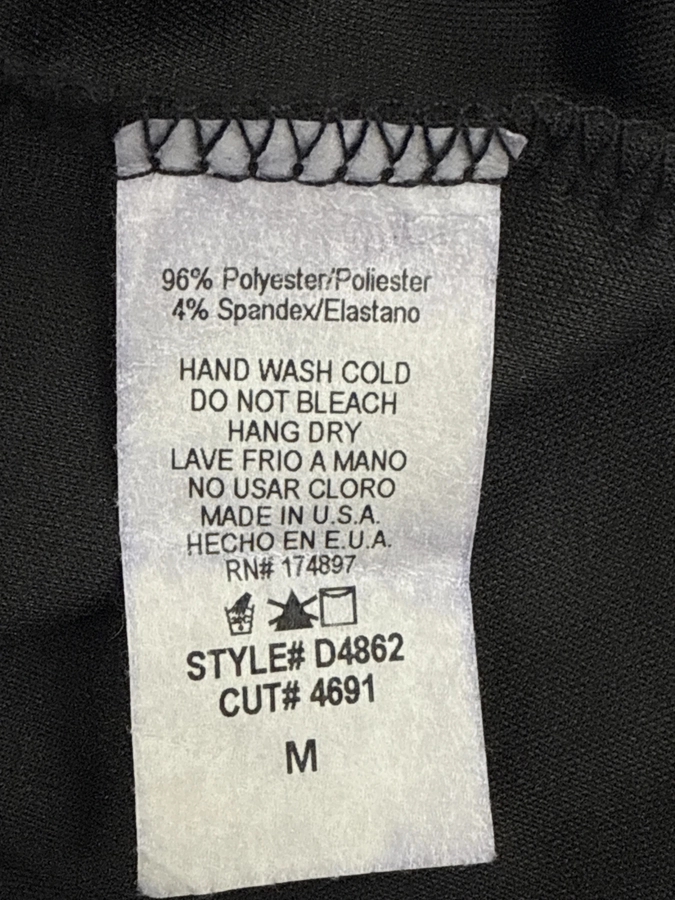 96% Polyester/Poliester
4% Spandex/Elastano
HAND WASH COLD
DO NOT BLEACH
HANG DRY
LAVE FRIO A MANO
NO USAR CLORO
MADE IN U.S.A.
HECHO EN E.U.A.
RN# 174897
STYLE# D4862
CUT# 4691
M